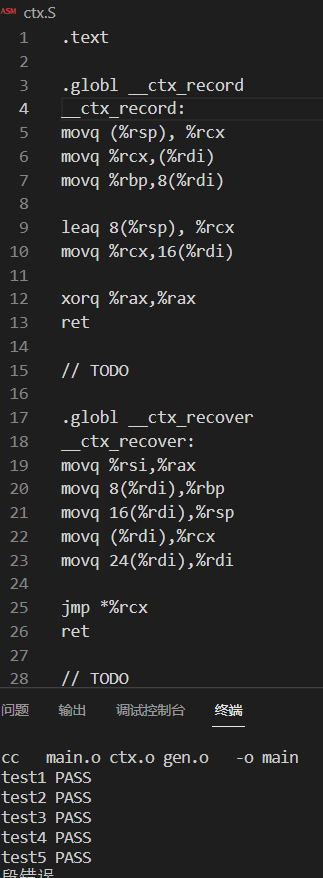 ASM ctx.S
1 .text
2
3 .globl __ctx_record
4 __ctx_record:
5 movq (%rsp), %rcx
6 movq %rcx,(%rdi)
7 movq %rbp,8(%rdi)
8
9 leaq 8(%rsp), %rcx
10 movq %rcx,16(%rdi)
11
12 xorq %rax,%rax
13 ret
14
15 // TODO
16
17 .globl __ctx_recover
18 __ctx_recover:
19 movq %rsi,%rax
20 movq 8(%rdi),%rbp
21 movq 16(%rdi),%rsp
22 movq (%rdi),%rcx
23 movq 24(%rdi),%rdi
24
25 jmp *%rcx
26 ret
27
28 // TODO
问题 输出 调试控制台 终端
cc main.o ctx.o gen.o -o main
test1 PASS
test2 PASS
test3 PASS
test4 PASS
test5 PASS
段错误